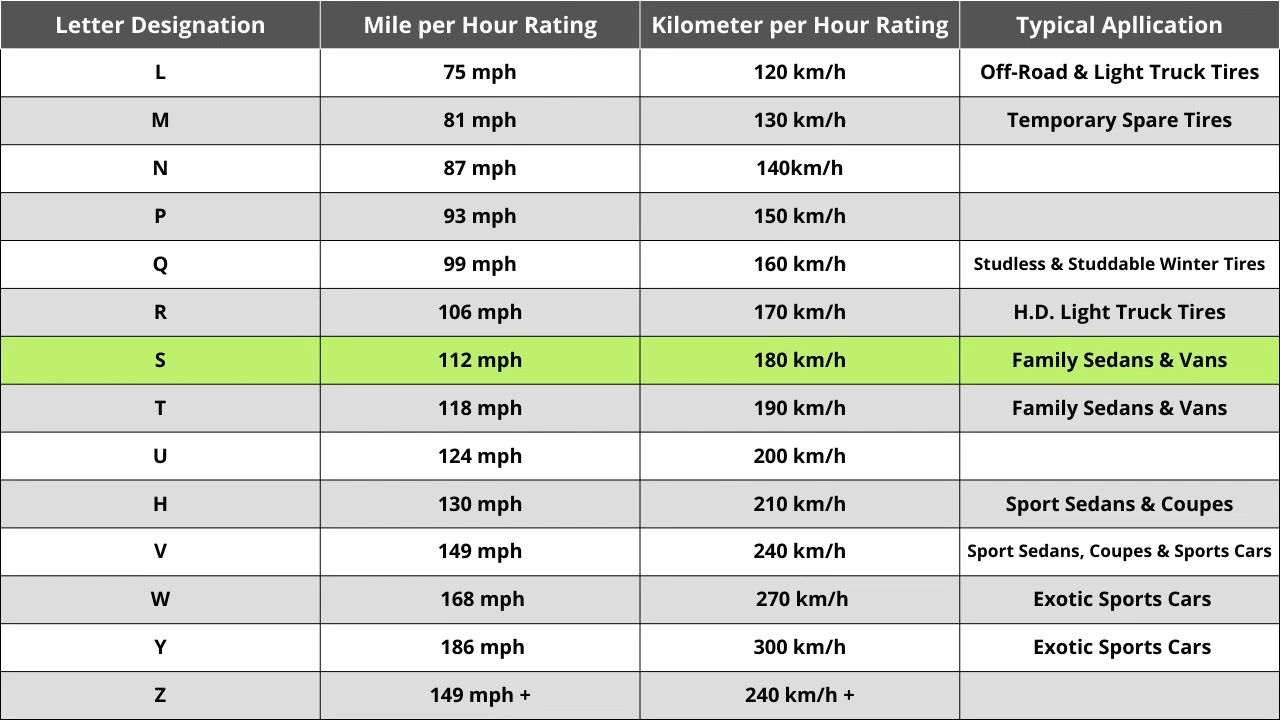 Letter Designation Mile per Hour Rating Kilometer per Hour Rating Typical Apllication
L 75 mph 120 km/h Off-Road & Light Truck Tires
M 81 mph 130 km/h Temporary Spare Tires
N 87 mph 140km/h
P 93 mph 150 km/h
Q 99 mph 160 km/h Studless & Studdable Winter Tires
R 106 mph 170 km/h H.D. Light Truck Tires
S 112 mph 180 km/h Family Sedans & Vans
T 118 mph 190 km/h Family Sedans & Vans
U 124 mph 200 km/h
H 130 mph 210 km/h Sport Sedans & Coupes
V 149 mph 240 km/h Sport Sedans, Coupes & Sports Cars
W 168 mph 270 km/h Exotic Sports Cars
Y 186 mph 300 km/h Exotic Sports Cars
Z 149 mph + 240 km/h +